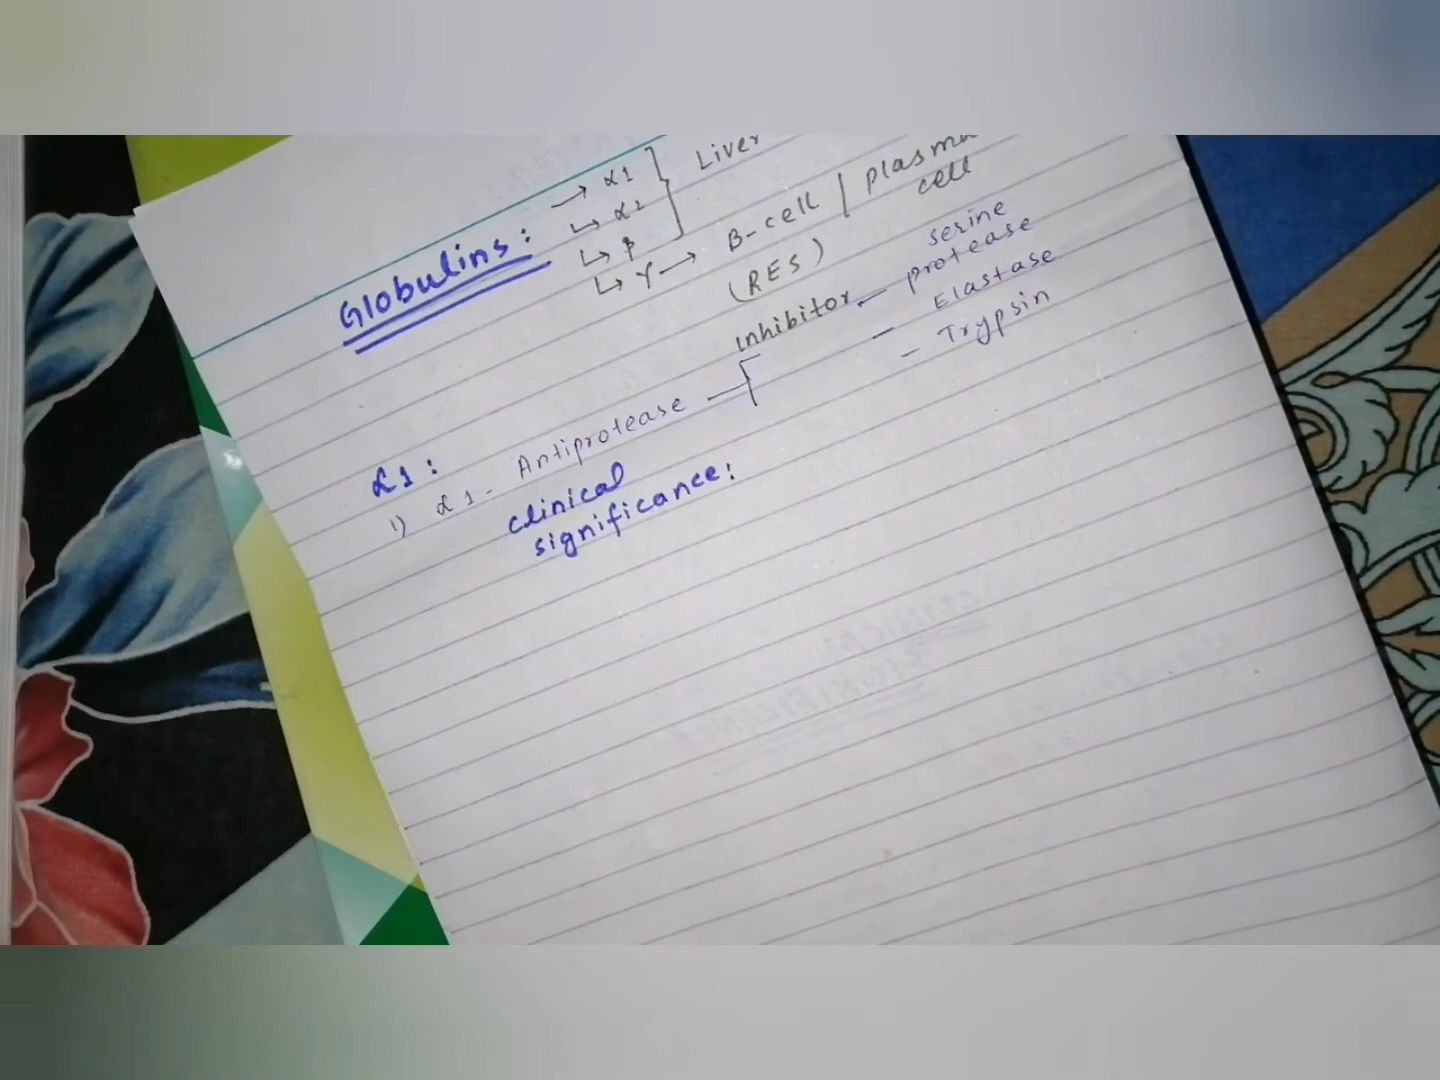 → α1 } Liver
↳ α2
Globulins: ↳ β
↳ γ → B-cell / plasma cell
(RES)
α1:
1) α1- Antiprotease — [ Inhibitor — serine protease
- Elastase
- Trypsin
clinical
significance: